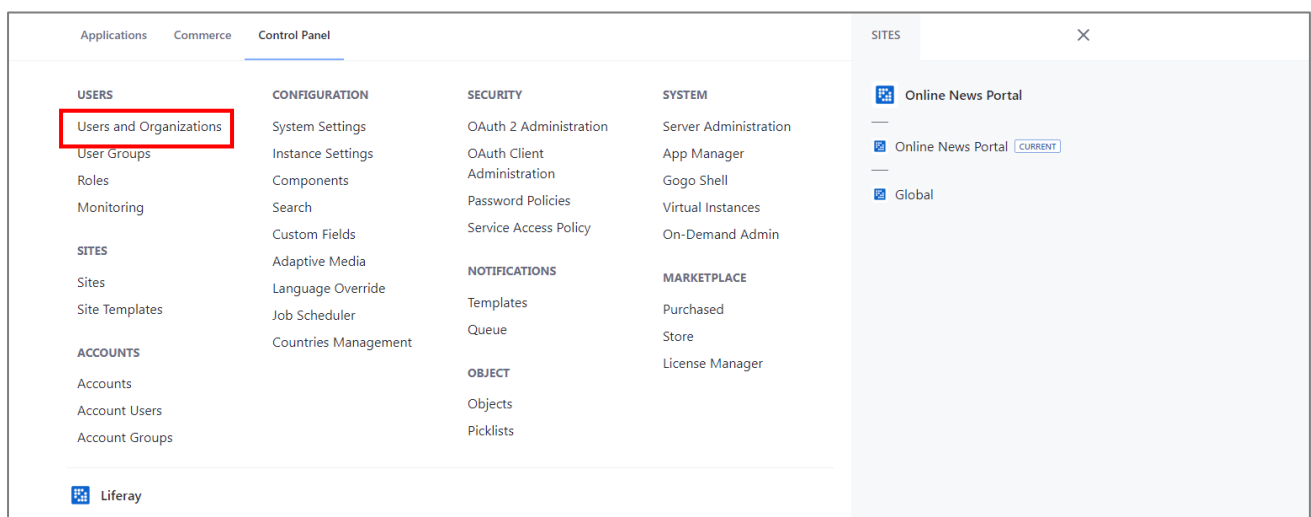 Applications Commerce Control Panel
USERS
Users and Organizations
User Groups
Roles
Monitoring
SITES
Sites
Site Templates
ACCOUNTS
Accounts
Account Users
Account Groups
CONFIGURATION
System Settings
Instance Settings
Components
Search
Custom Fields
Adaptive Media
Language Override
Job Scheduler
Countries Management
SECURITY
OAuth 2 Administration
OAuth Client
Administration
Password Policies
Service Access Policy
NOTIFICATIONS
Templates
Queue
OBJECT
Objects
Picklists
SYSTEM
Server Administration
App Manager
Gogo Shell
Virtual Instances
On-Demand Admin
MARKETPLACE
Purchased
Store
License Manager
Liferay
SITES
Online News Portal
Online News Portal CURRENT
Global